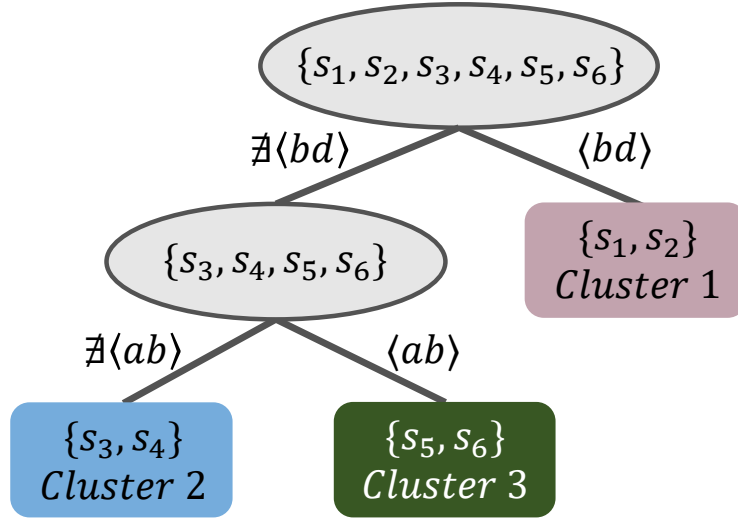 {s₁, s₂, s₃, s₄, s₅, s₆}
∄⟨bd⟩
⟨bd⟩
{s₃, s₄, s₅, s₆}
{s₁, s₂}
Cluster 1
∄⟨ab⟩
⟨ab⟩
{s₃, s₄}
Cluster 2
{s₅, s₆}
Cluster 3